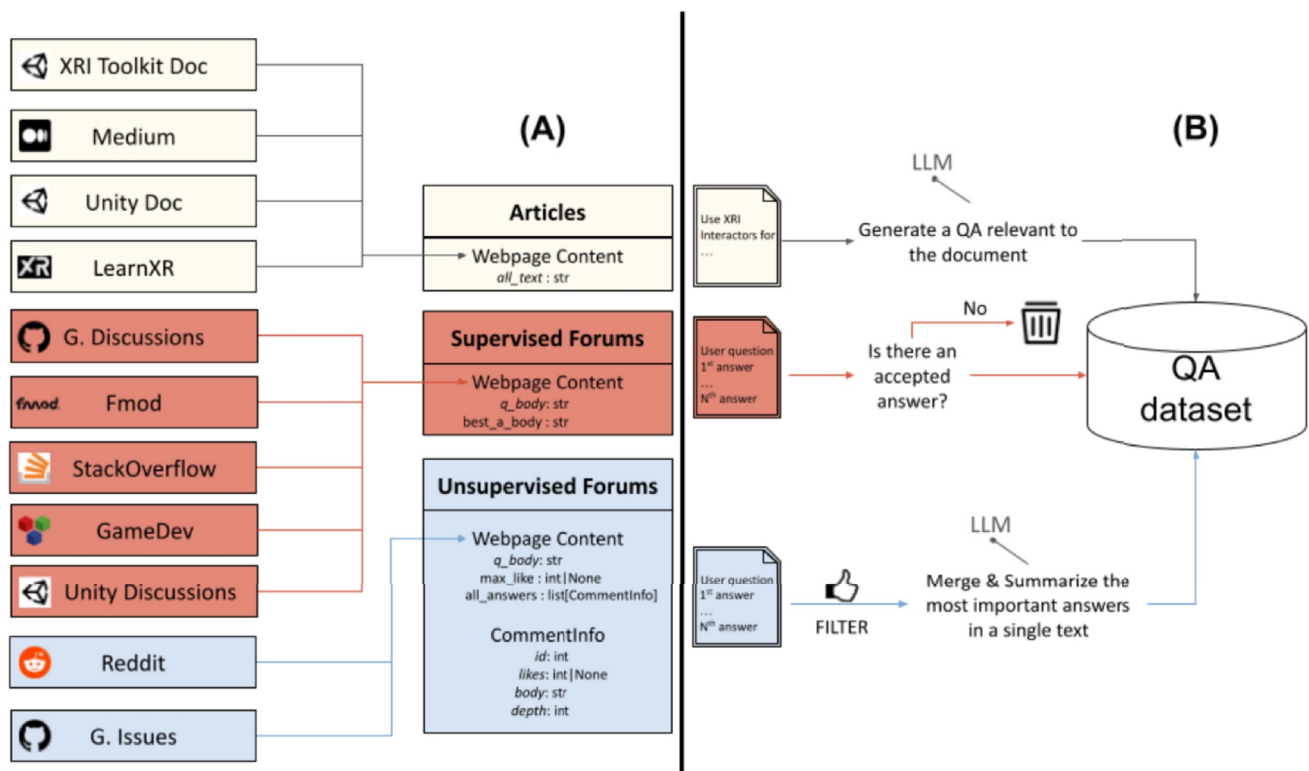 XRI Toolkit Doc
Medium
Unity Doc
XR LearnXR
G. Discussions
fmod. Fmod
StackOverflow
GameDev
Unity Discussions
Reddit
G. Issues
(A)
Articles
Webpage Content
all_text : str
Supervised Forums
Webpage Content
q_body: str
best_a_body : str
Unsupervised Forums
Webpage Content
q_body: str
max_like : int|None
all_answers : list[CommentInfo]
CommentInfo
id: int
likes: int|None
body: str
depth: int
(B)
Use XRI
Interactors for
...
LLM
Generate a QA relevant to
the document
User question
1st answer
...
Nth answer
Is there an
accepted
answer?
No
QA
dataset
User question
1st answer
...
Nth answer
FILTER
LLM
Merge & Summarize the
most important answers
in a single text